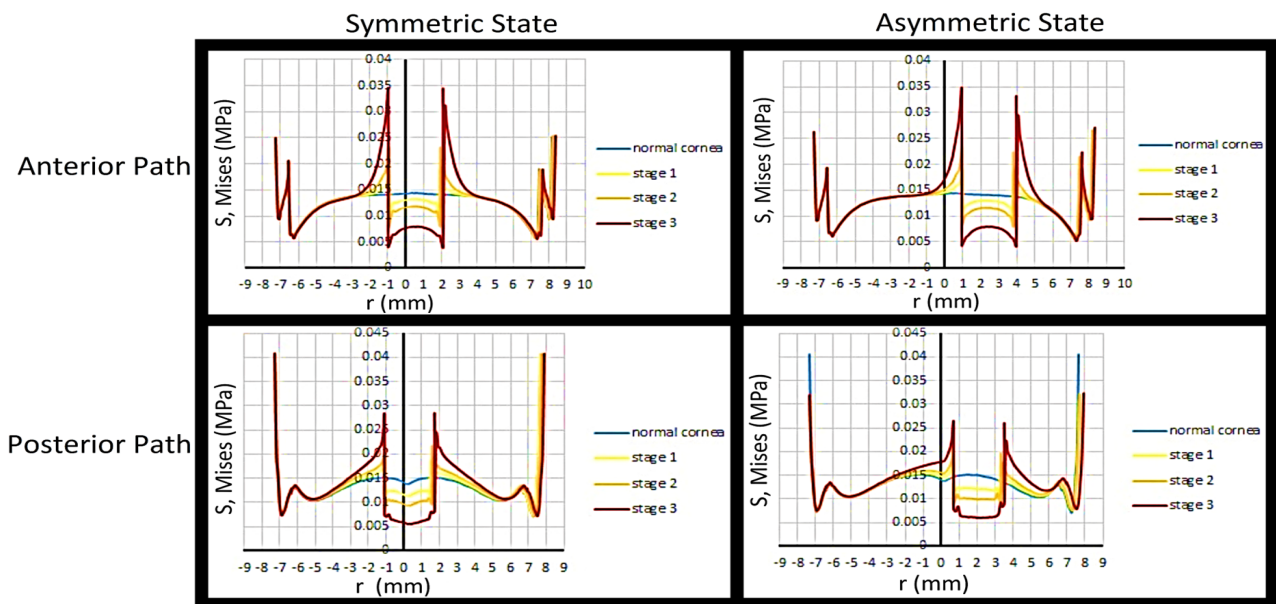 Symmetric State
Asymmetric State
Anterior Path
S, Mises (MPa)
0.04
0.035
0.03
0.025
0.02
0.015
0.01
0.005
0
-9 -8 -7 -6 -5 -4 -3 -2 -1 0 1 2 3 4 5 6 7 8 9 10
r (mm)
normal cornea
stage 1
stage 2
stage 3
S, Mises (MPa)
0.04
0.035
0.03
0.025
0.02
0.015
0.01
0.005
0
-9 -8 -7 -6 -5 -4 -3 -2 -1 0 1 2 3 4 5 6 7 8 9 10
r (mm)
normal cornea
stage 1
stage 2
stage 3
Posterior Path
S, Mises (MPa)
0.045
0.04
0.035
0.03
0.025
0.02
0.015
0.01
0.005
0
-9 -8 -7 -6 -5 -4 -3 -2 -1 0 1 2 3 4 5 6 7 8 9
r (mm)
normal cornea
stage 1
stage 2
stage 3
S, Mises (MPa)
0.045
0.04
0.035
0.03
0.025
0.02
0.015
0.01
0.005
0
-9 -8 -7 -6 -5 -4 -3 -2 -1 0 1 2 3 4 5 6 7 8 9
r (mm)
normal cornea
stage 1
stage 2
stage 3